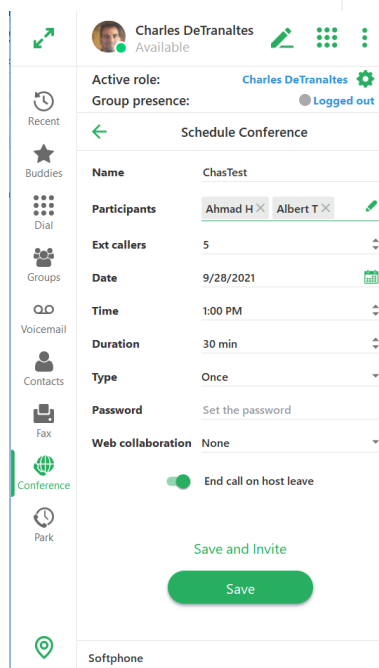 Charles DeTranaltes
Available
Active role: Charles DeTranaltes
Group presence: Logged out
Schedule Conference
Recent
Buddies
Dial
Groups
Voicemail
Contacts
Fax
Conference
Park
Name ChasTest
Participants Ahmad H Albert T
Ext callers 5
Date 9/28/2021
Time 1:00 PM
Duration 30 min
Type Once
Password Set the password
Web collaboration None
End call on host leave
Save and Invite
Save
Softphone